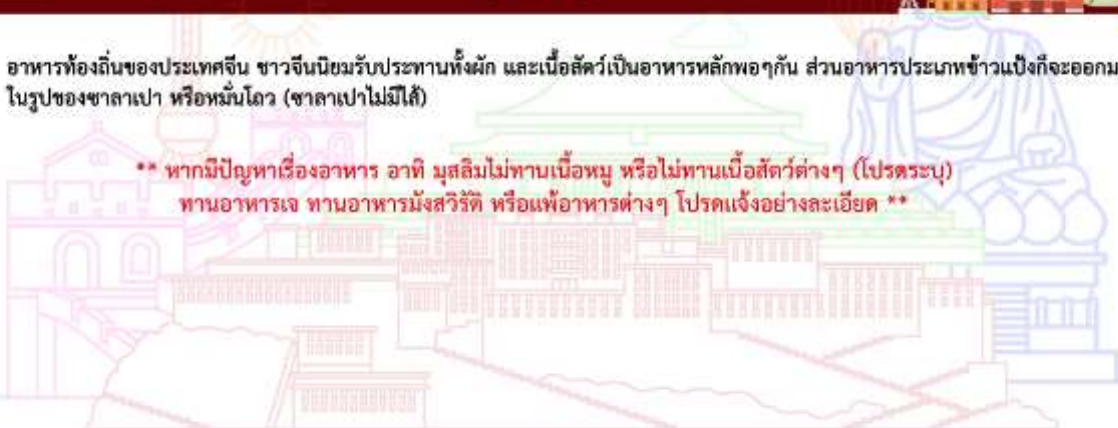 อาหารท้องถิ่นของประเทศจีน ชาวจีนนิยมรับประทานทั้งผัก และเนื้อสัตว์เป็นอาหารหลักพอๆกัน ส่วนอาหารประเภทข้าวแป้งก็จะออกม
ในรูปของซาลาเปา หรือหมั่นโถว (ซาลาเปาไม่มีไส้)
** หากมีปัญหาเรื่องอาหาร อาทิ มุสลิมไม่ทานเนื้อหมู หรือไม่ทานเนื้อสัตว์ต่างๆ (โปรดระบุ)
ทานอาหารเจ ทานอาหารมังสวิรัติ หรือแพ้อาหารต่างๆ โปรดแจ้งอย่างละเอียด **